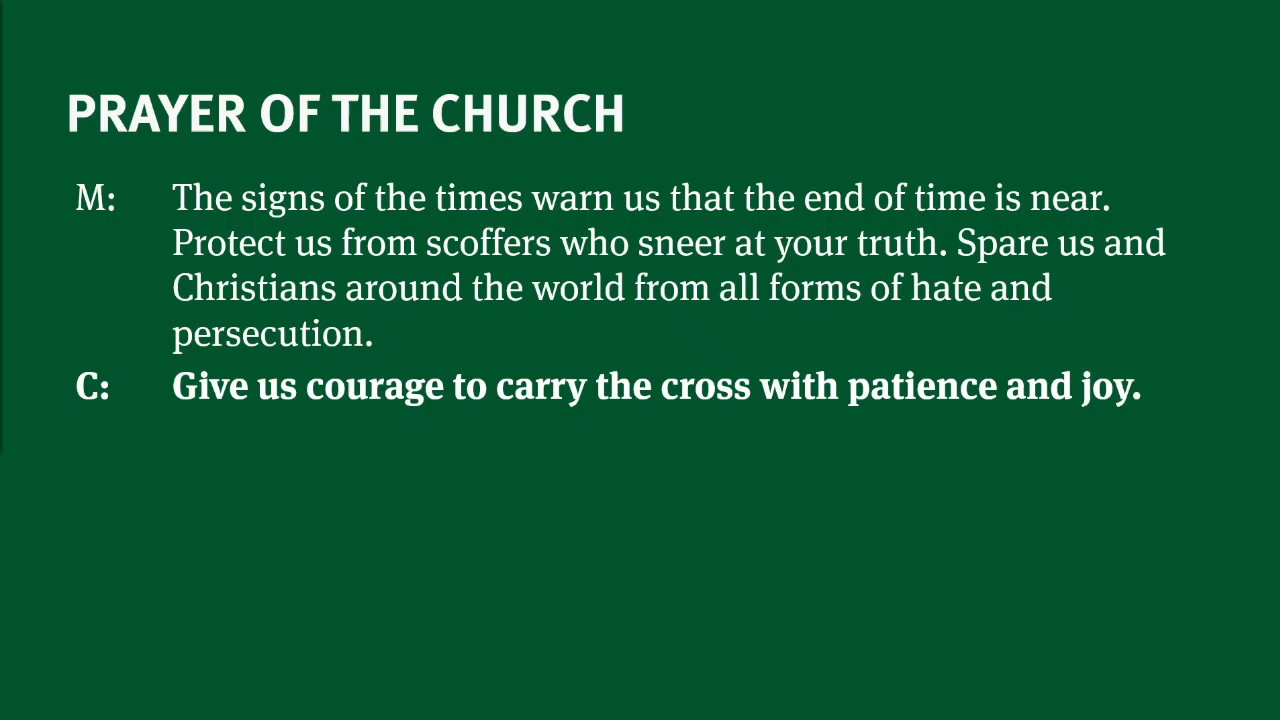 PRAYER OF THE CHURCH
M: The signs of the times warn us that the end of time is near.
Protect us from scoffers who sneer at your truth. Spare us and
Christians around the world from all forms of hate and
persecution.
C: Give us courage to carry the cross with patience and joy.